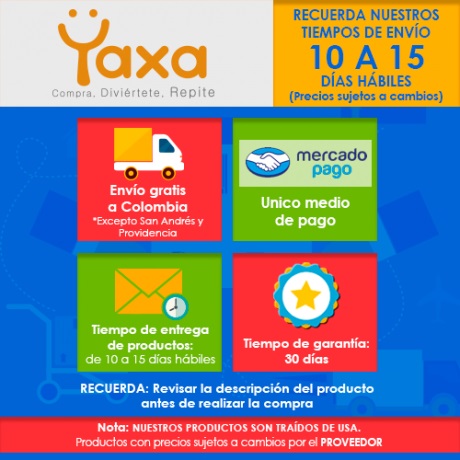 Yaxa
Compra. Diviértete. Repite
RECUERDA NUESTROS
TIEMPOS DE ENVÍO
10 A 15
DÍAS HÁBILES
(Precios sujetos a cambios)
Envío gratis
a Colombia
*Excepto San Andrés y
Providencia
mercado
pago
Unico medio
de pago
Tiempo de entrega
de productos:
de 10 a 15 días hábiles
Tiempo de garantía:
30 días
RECUERDA: Revisar la descripción del producto
antes de realizar la compra
Nota: NUESTROS PRODUCTOS SON TRAÍDOS DE USA.
Productos con precios sujetos a cambios por el PROVEEDOR